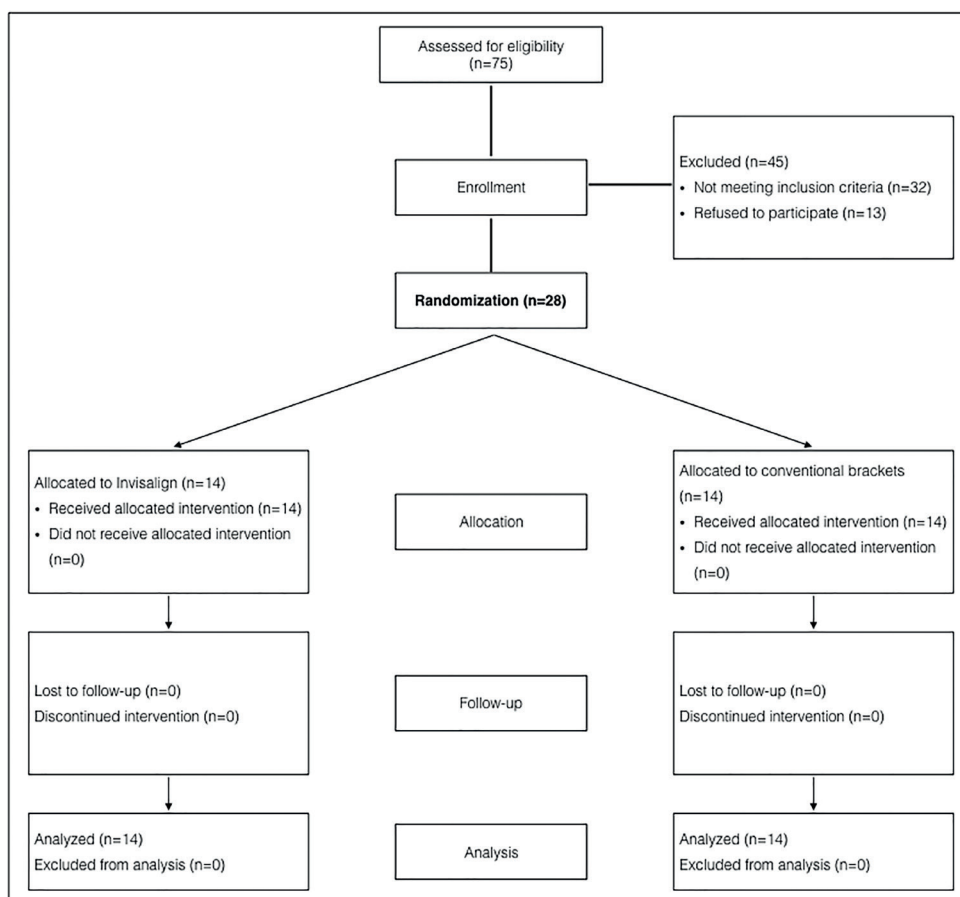 Assessed for eligibility
(n=75)
Excluded (n=45)
• Not meeting inclusion criteria (n=32)
• Refused to participate (n=13)
Enrollment
Randomization (n=28)
Allocated to Invisalign (n=14)
• Received allocated intervention (n=14)
• Did not receive allocated intervention
(n=0)
Allocation
Allocated to conventional brackets
(n=14)
• Received allocated intervention (n=14)
• Did not receive allocated intervention
(n=0)
Lost to follow-up (n=0)
Discontinued intervention (n=0)
Follow-up
Lost to follow-up (n=0)
Discontinued intervention (n=0)
Analyzed (n=14)
Excluded from analysis (n=0)
Analysis
Analyzed (n=14)
Excluded from analysis (n=0)